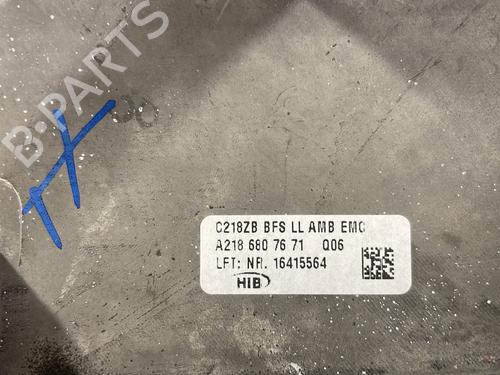 B-PARTS
C218ZB BFS LL AMB EMC
A218 680 76 71 Q06
LFT: NR. 16415564
HIB